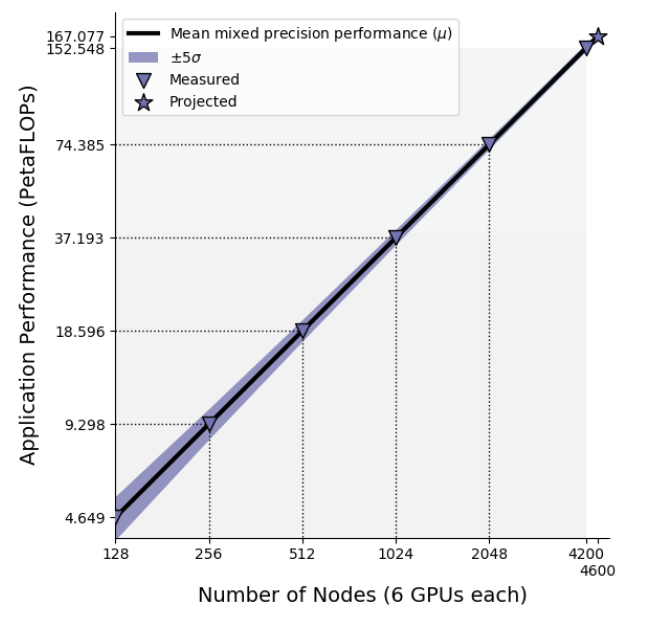 Application Performance (PetaFLOPs)
167.077
152.548
74.385
37.193
18.596
9.298
4.649
Mean mixed precision performance (μ)
±5σ
Measured
Projected
128
256
512
1024
2048
4200
4600
Number of Nodes (6 GPUs each)